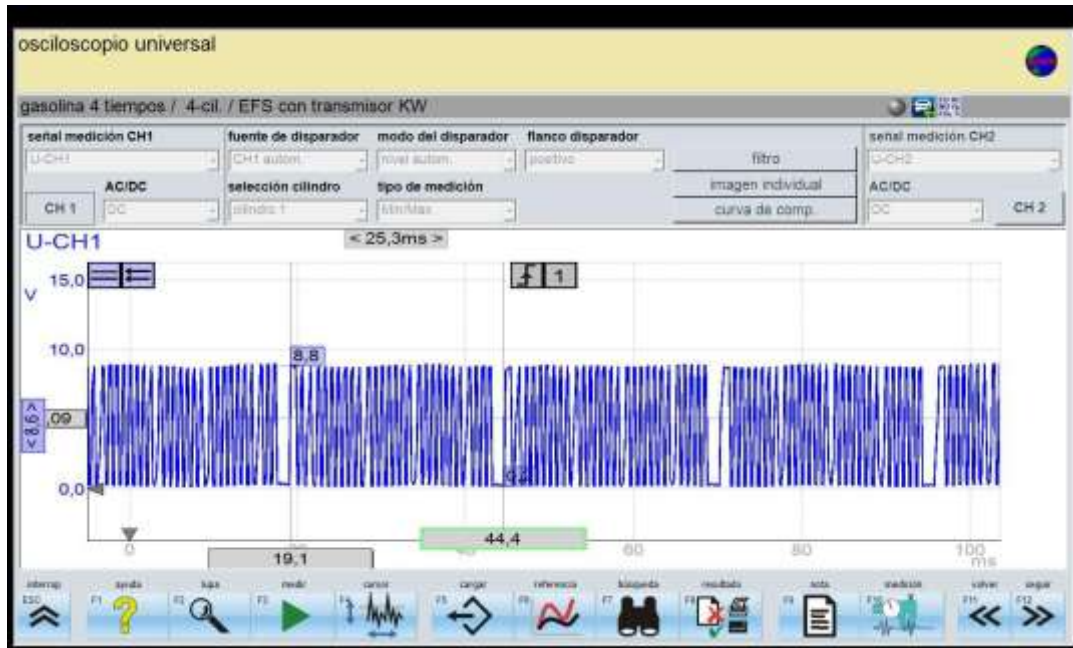 osciloscopio universal
gasolina 4 tiempos / 4-cil. / EFS con transmisor KW
señal medición CH1 fuente de disparador modo del disparador flanco disparador señal medición CH2
U-CH1 CH1 autom. nivel autom. positivo filtro U-CH2
AC/DC selección cilindro tipo de medición imagen individual AC/DC
CH 1 DC cilindro 1 Min/Max curva de comp. DC CH 2
U-CH1 < 25,3ms >
15,0 1
V
10,0
8,8
< 8,6 > ,09
0,0
44,4
0 60 80 100
19,1 ms
interrup ayuda lupa medir cursor cargar referencia búsqueda resultado nota medición volver seguir
ESC F1 F2 F3 F4 F5 F6 F7 F8 F9 F10 F11 F12